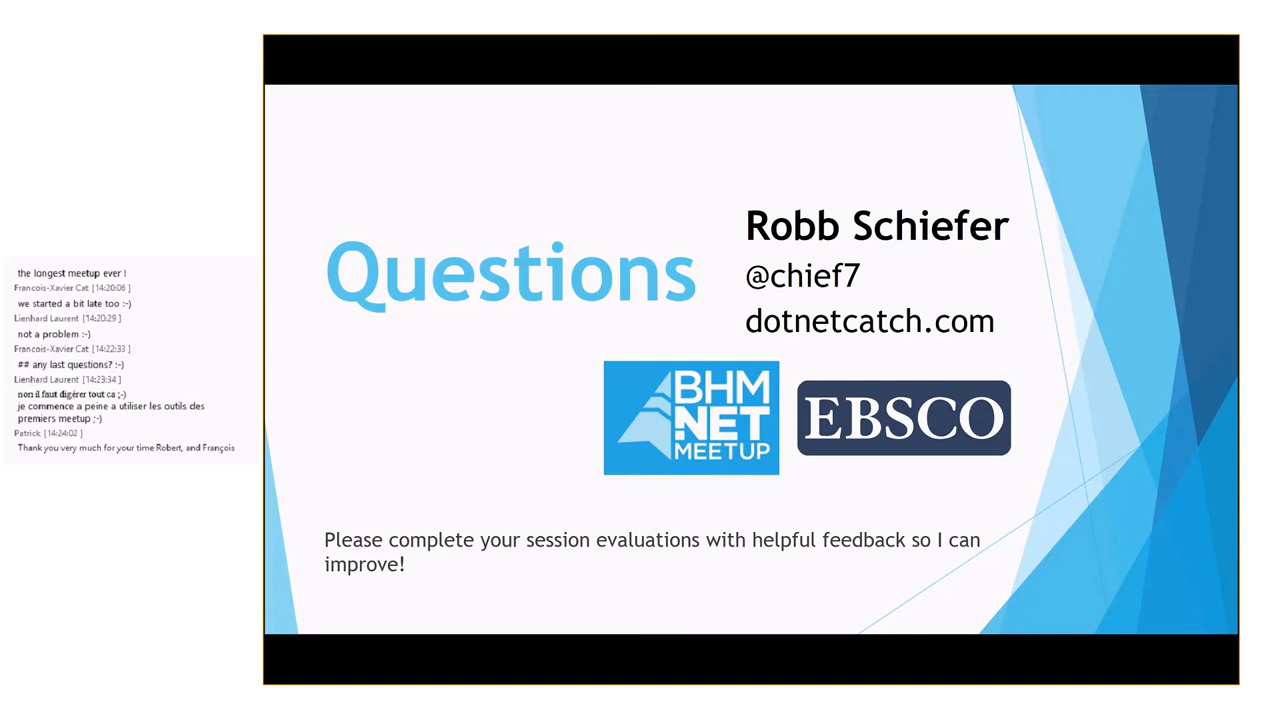 the longest meetup ever !
Francois-Xavier Cat [14:20:06 ]
we started a bit late too :-)
Lienhard Laurent [14:20:29 ]
not a problem :-)
Francois-Xavier Cat [14:22:33 ]
## any last questions? :-)
Lienhard Laurent [14:23:34 ]
non il faut digérer tout ca ;-)
je commence a peine a utiliser les outils des
premiers meetup ;-)
Patrick [14:24:02 ]
Thank you very much for your time Robert, and François
Questions
Robb Schiefer
@chief7
dotnetcatch.com
BHM
.NET
MEETUP
EBSCO
Please complete your session evaluations with helpful feedback so I can
improve!